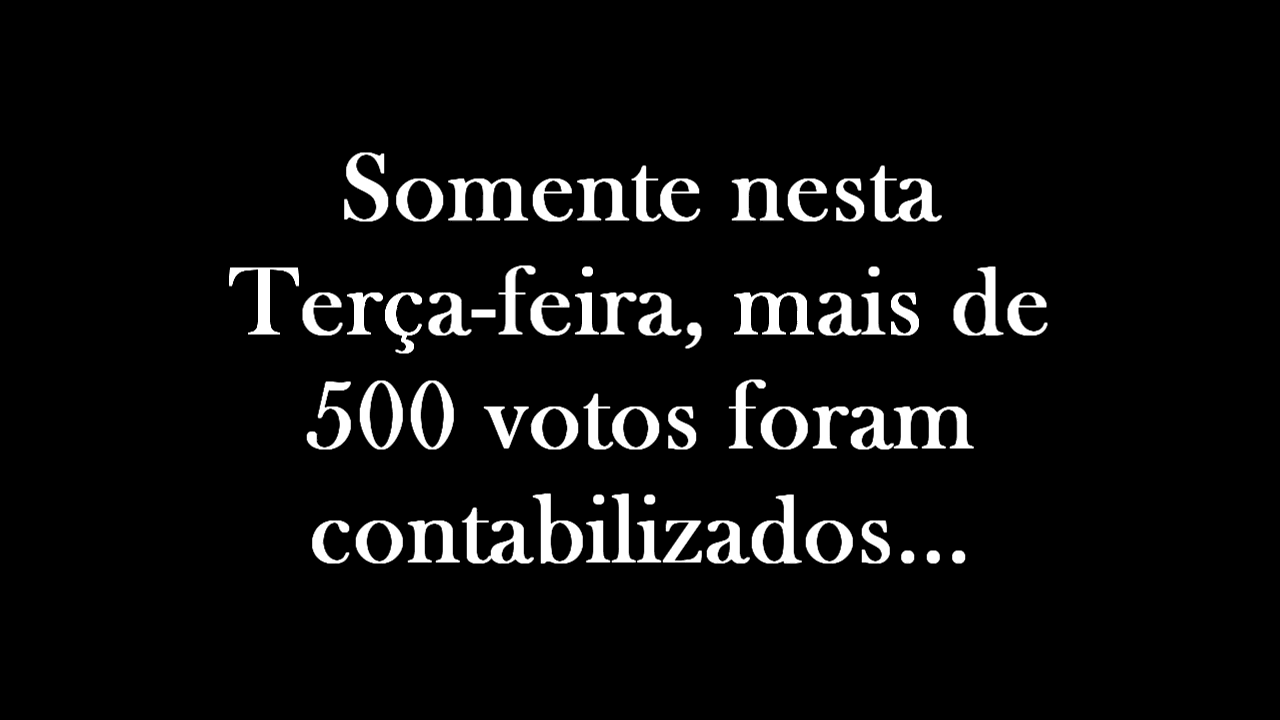 Somente nesta
Terça-feira, mais de
500 votos foram
contabilizados...